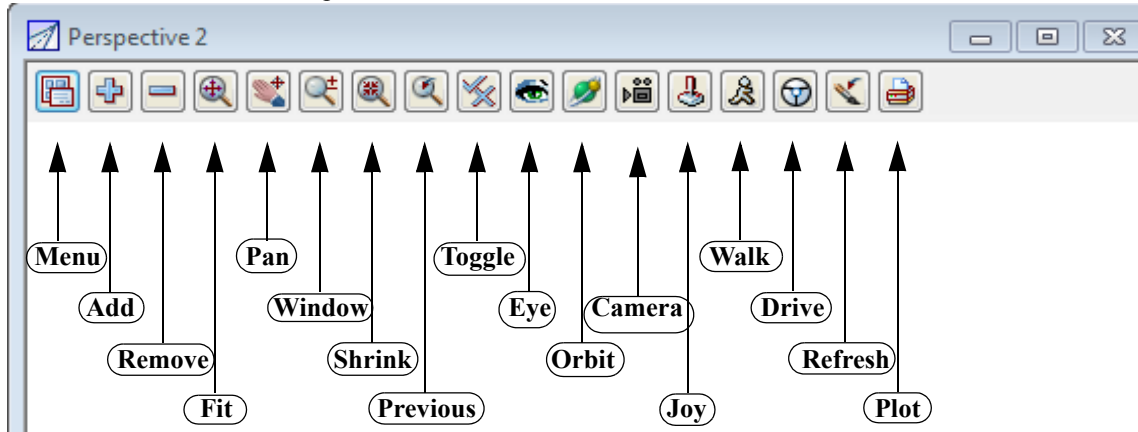 Perspective 2
Menu Pan Toggle Walk
Add Window Eye Camera Drive
Remove Shrink Orbit Refresh
Fit Previous Joy Plot